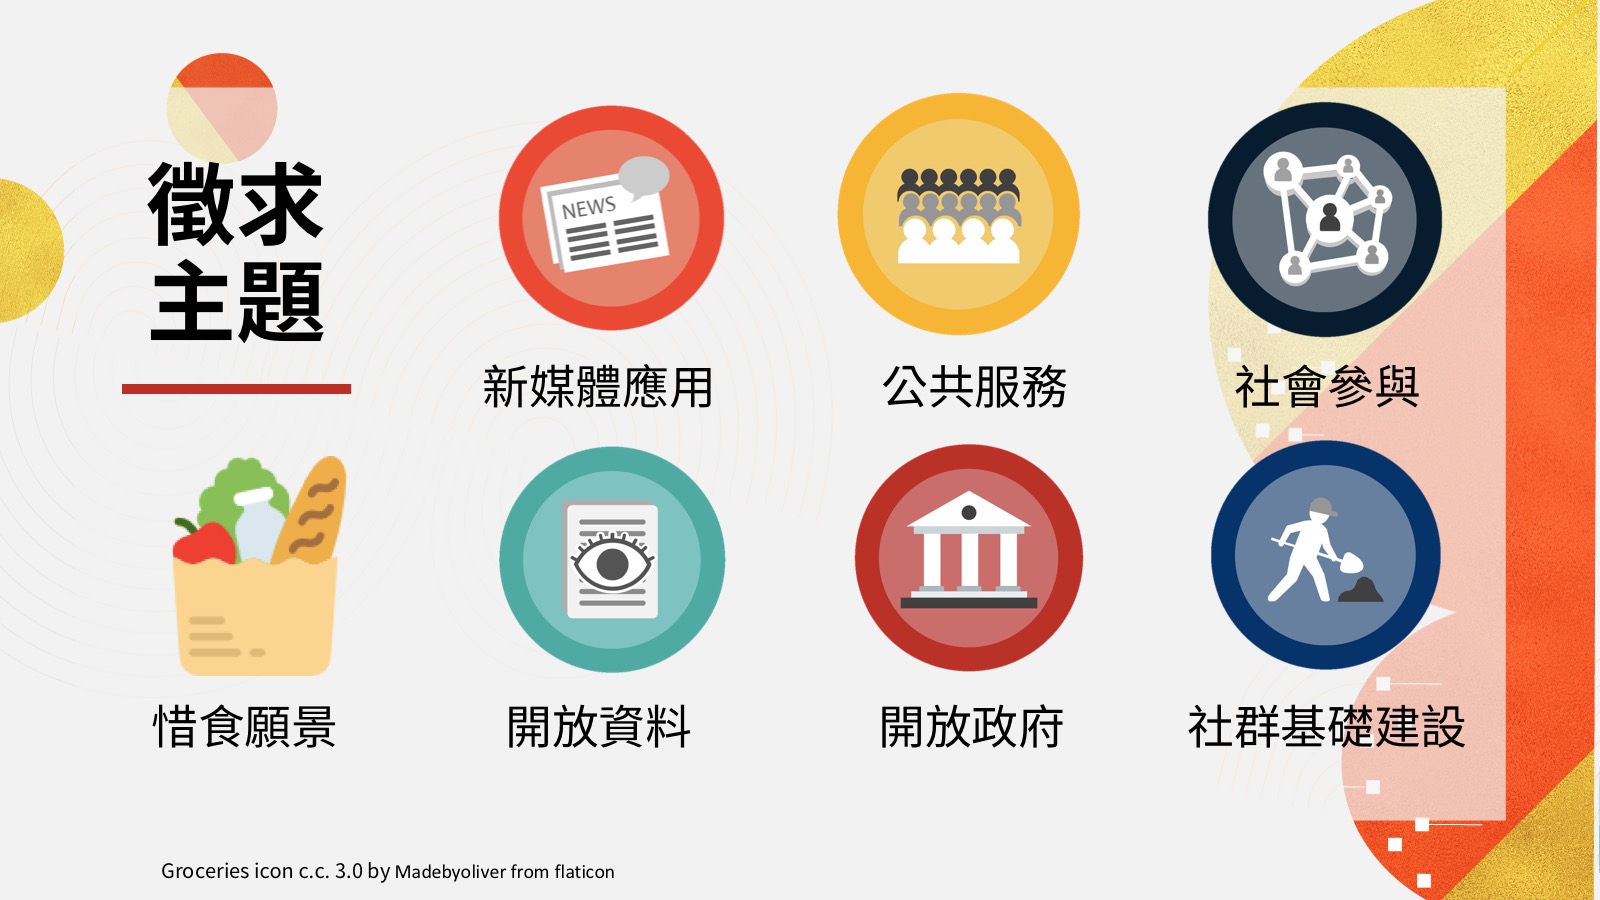 徵求
主題
NEWS
新媒體應用
公共服務
社會參與
惜食願景
開放資料
開放政府
社群基礎建設
Groceries icon c.c. 3.0 by Madebyoliver from flaticon